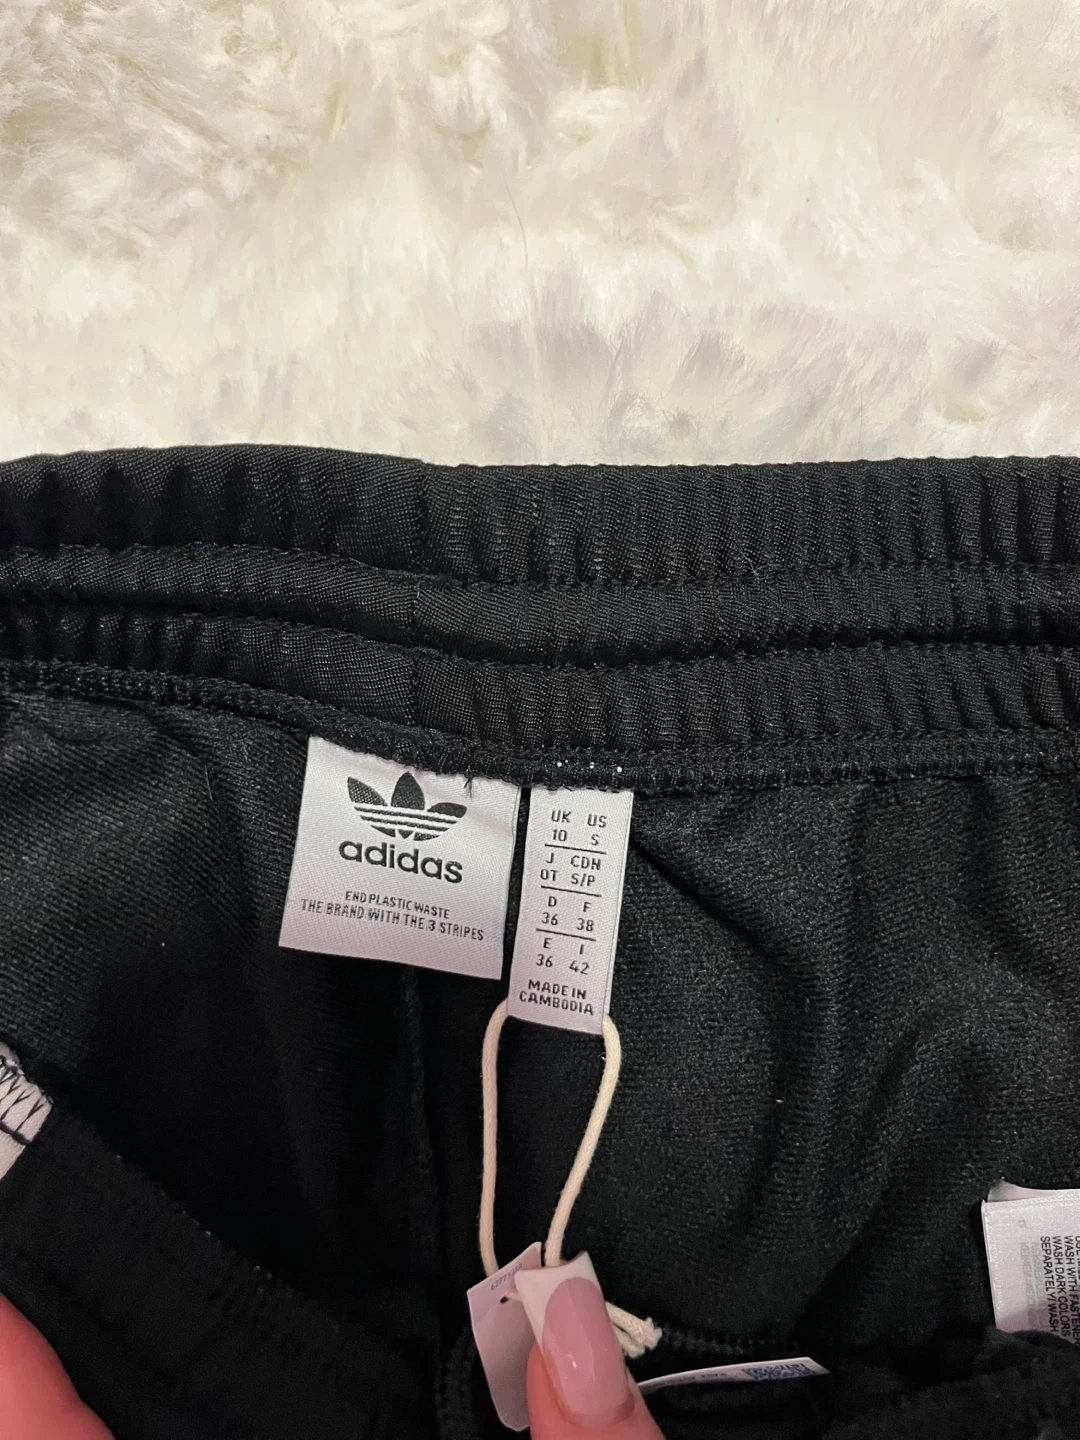 adidas
END PLASTIC WASTE
THE BRAND WITH THE 3 STRIPES
UK US
10 S
J CDN
OT S/P
D F
36 38
E I
36 42
MADE IN
CAMBODIA
WASH WITH FASTENER
WASH DARK COLORS
SEPARATELY/WASH